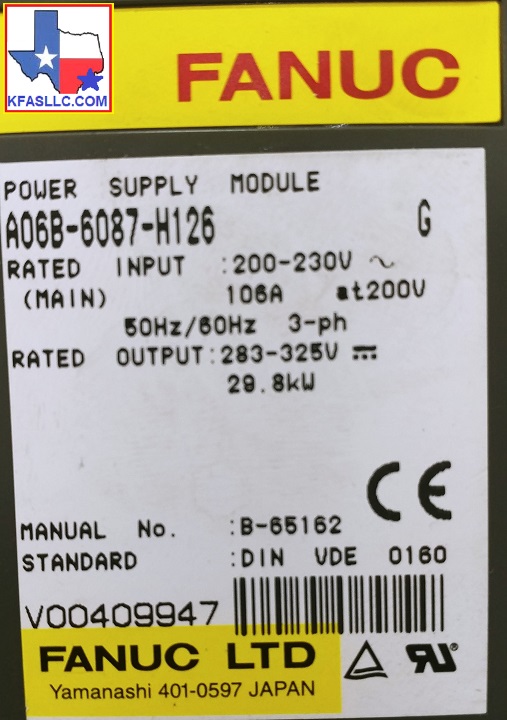 KFASLLC.COM
FANUC
POWER SUPPLY MODULE
A06B-6087-H126 G
RATED INPUT :200-230V ~
(MAIN) 106A at200V
50Hz/60Hz 3-ph
RATED OUTPUT:283-325V ⎓
29.8kW
CE
MANUAL No. :B-65162
STANDARD :DIN VDE 0160
V00409947
FANUC LTD
Yamanashi 401-0597 JAPAN